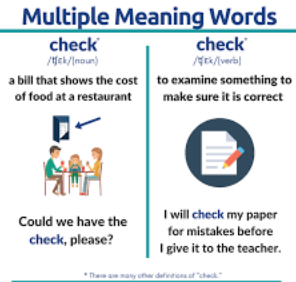 Multiple Meaning Words
check*
/tʃɛk/(noun)
a bill that shows the cost
of food at a restaurant
Could we have the
check, please?
check*
/tʃɛk/(verb)
to examine something to
make sure it is correct
I will check my paper
for mistakes before
I give it to the teacher.
* There are many other definitions of "check."